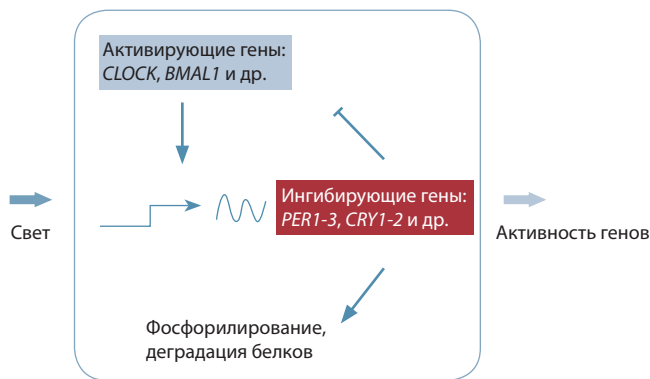 Активирующие гены:
CLOCK, BMAL1 и др.
Свет
Ингибирующие гены:
PER1-3, CRY1-2 и др.
Активность генов
Фосфорилирование,
деградация белков